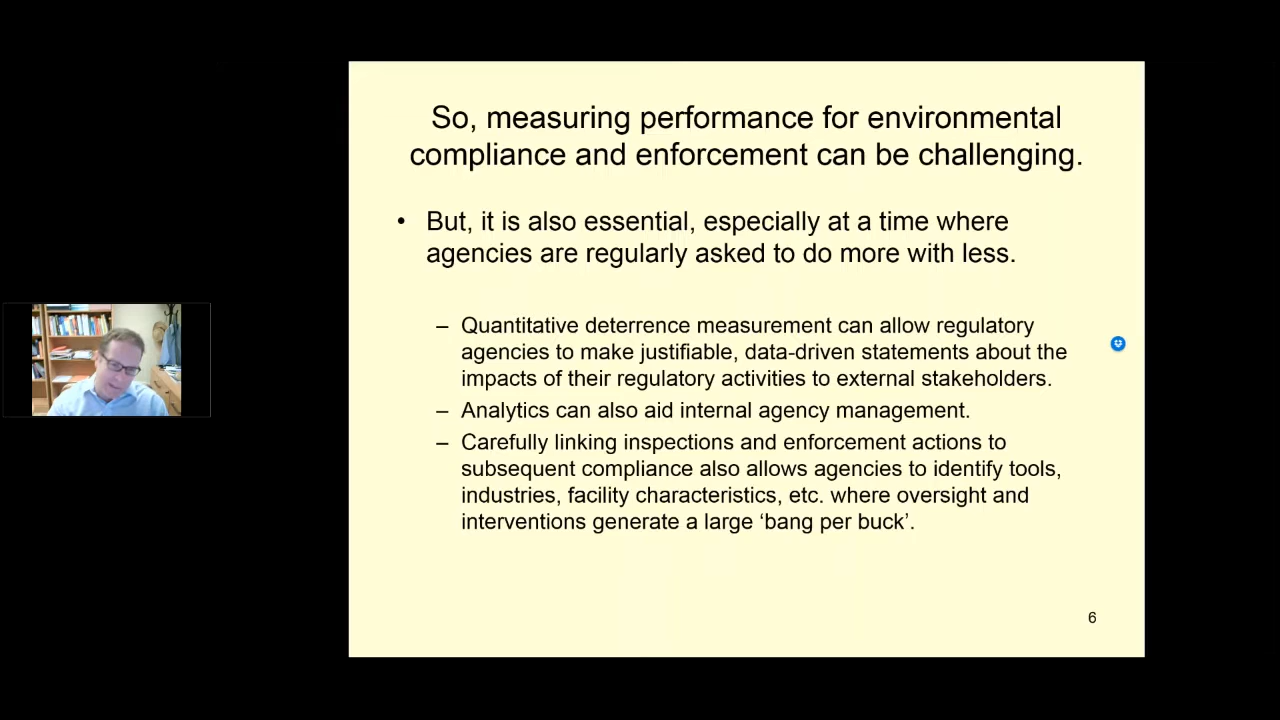 So, measuring performance for environmental
compliance and enforcement can be challenging.
• But, it is also essential, especially at a time where
agencies are regularly asked to do more with less.
– Quantitative deterrence measurement can allow regulatory
agencies to make justifiable, data-driven statements about the
impacts of their regulatory activities to external stakeholders.
– Analytics can also aid internal agency management.
– Carefully linking inspections and enforcement actions to
subsequent compliance also allows agencies to identify tools,
industries, facility characteristics, etc. where oversight and
interventions generate a large ‘bang per buck’.
6